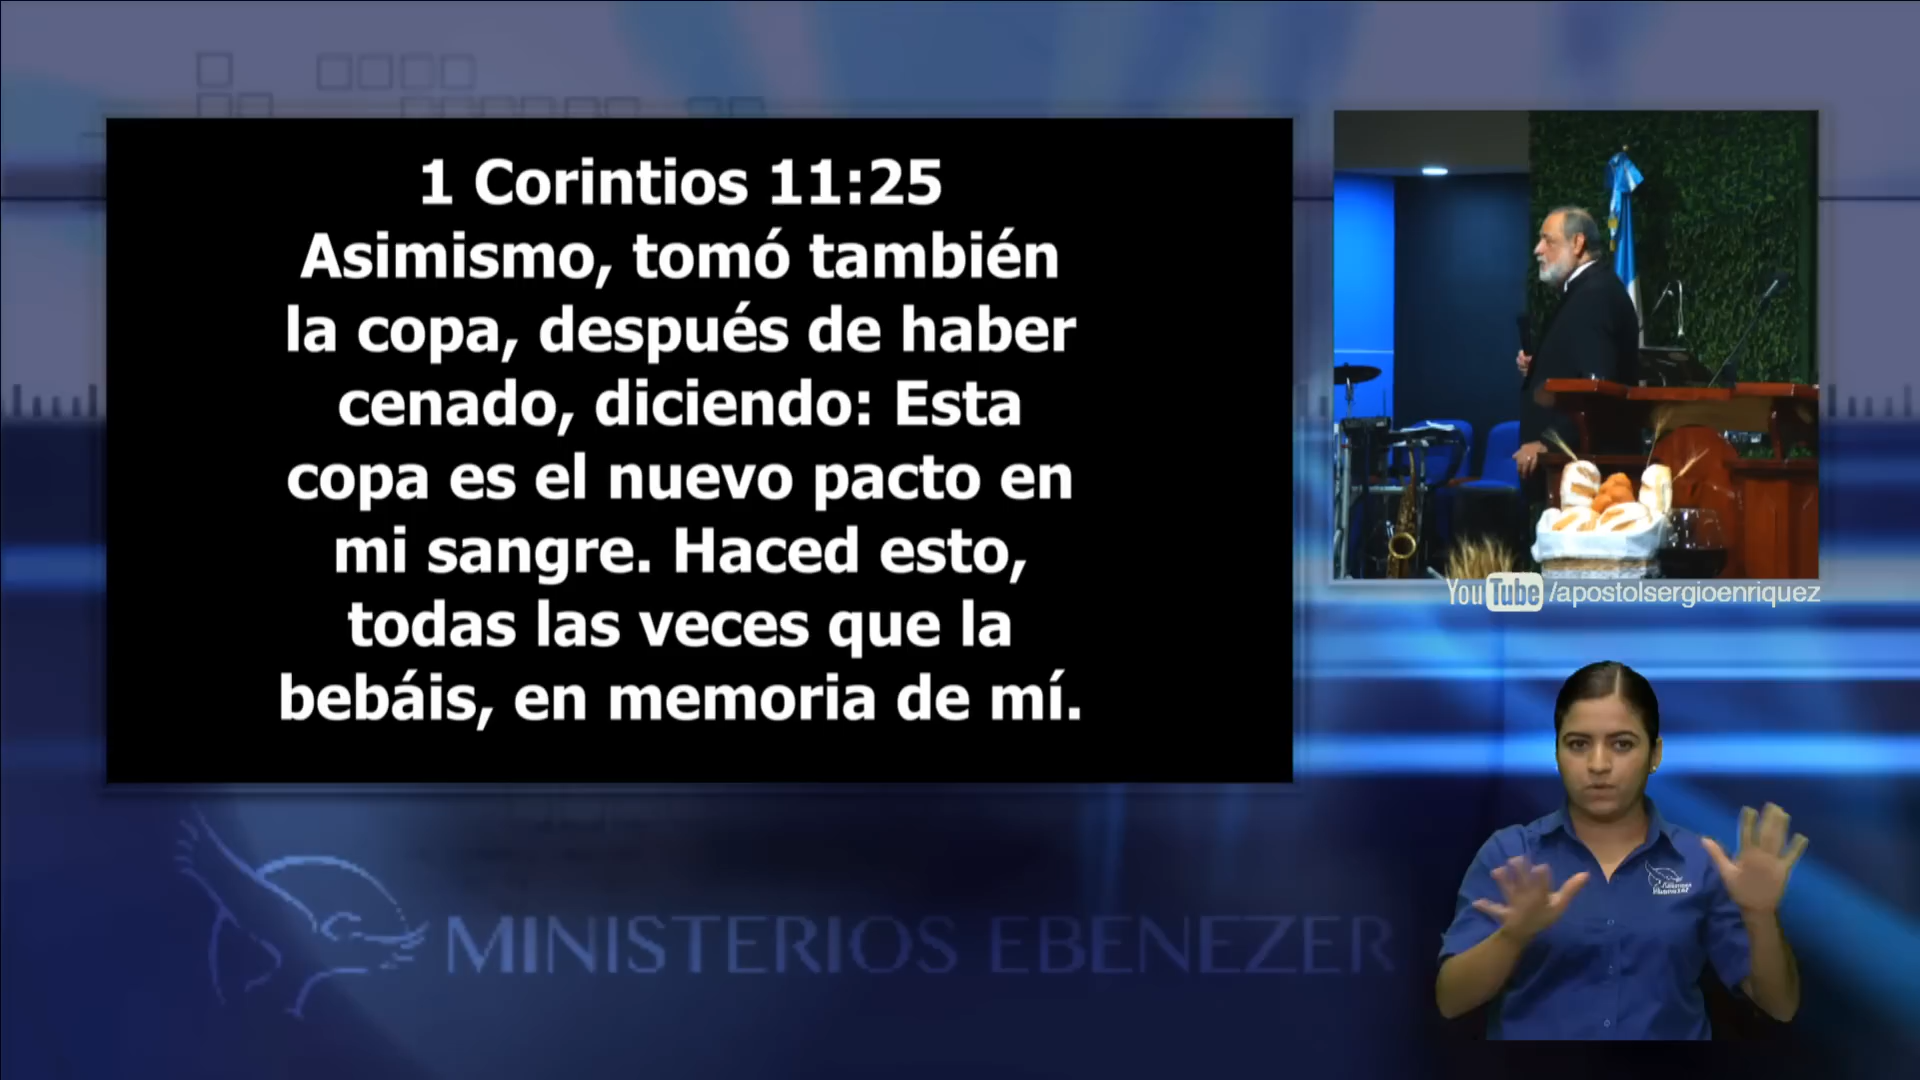 1 Corintios 11:25
Asimismo, tomó también
la copa, después de haber
cenado, diciendo: Esta
copa es el nuevo pacto en
mi sangre. Haced esto,
todas las veces que la
bebáis, en memoria de mí.
YouTube /apostolsergioenriquez
MINISTERIOS EBENEZER